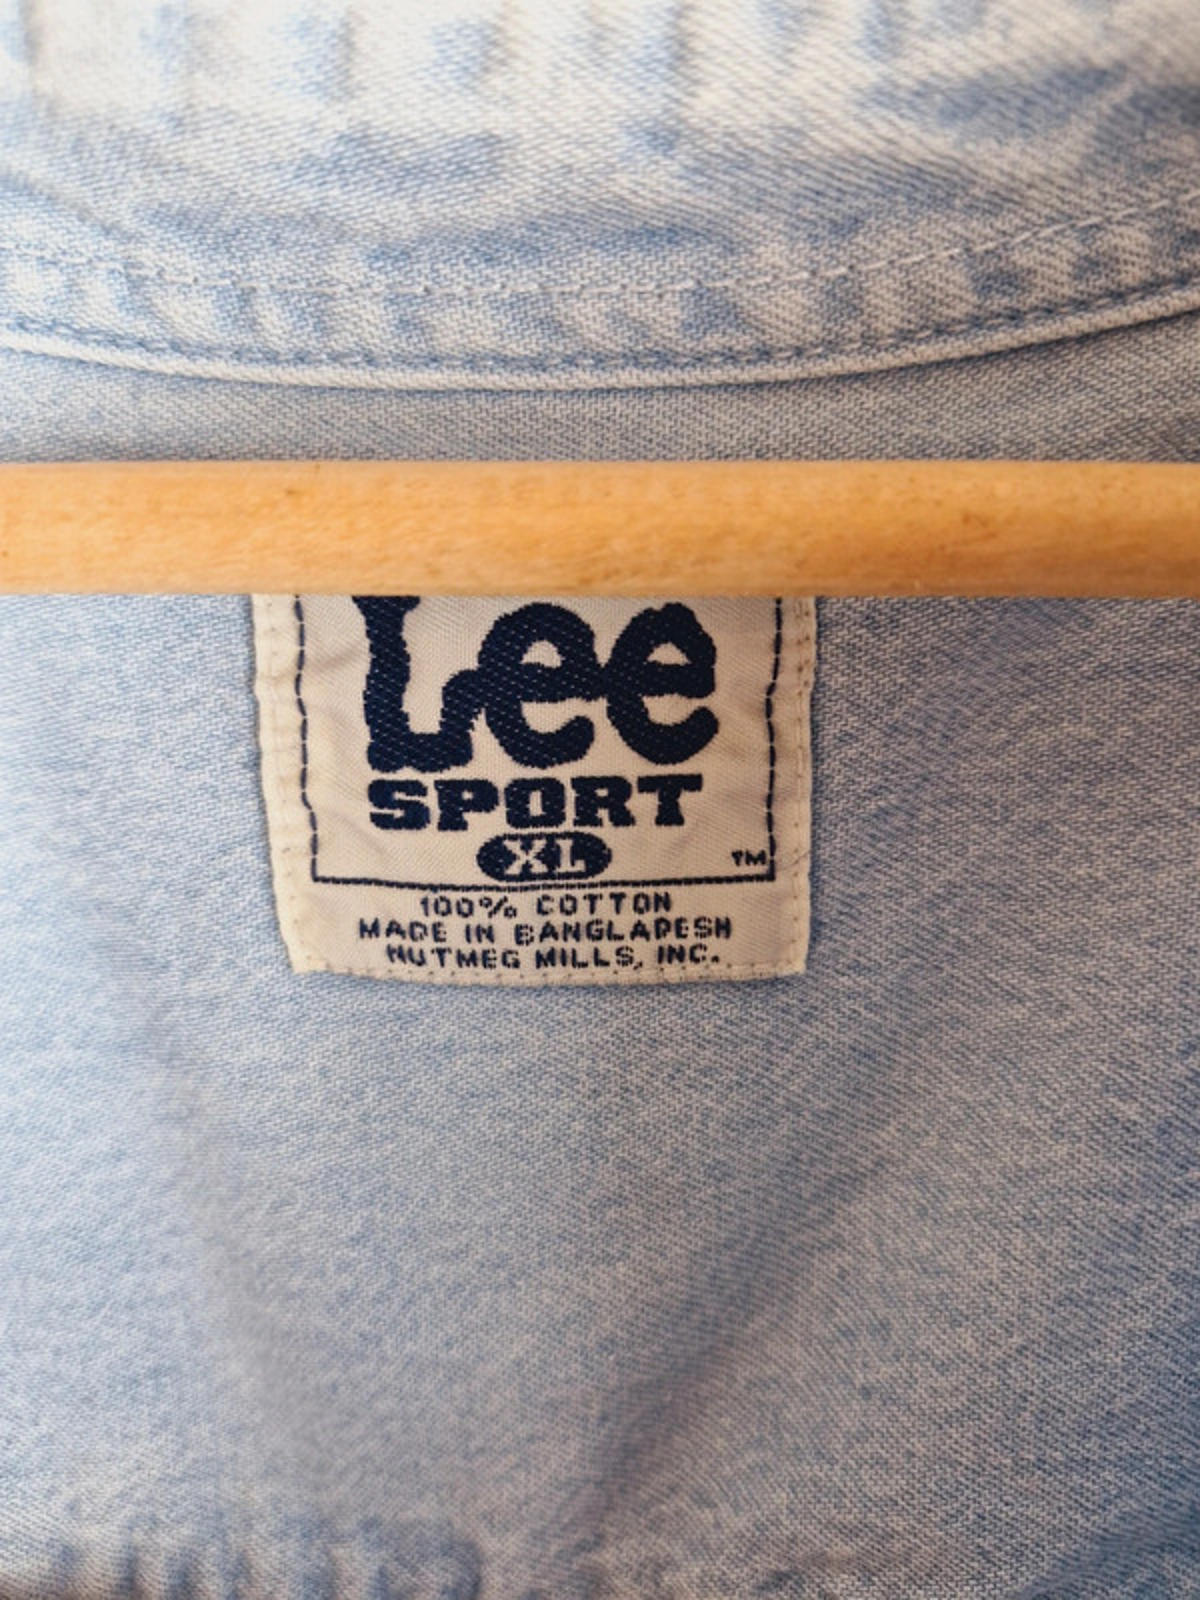 Lee
SPORT
XL
TM
100% COTTON
MADE IN BANGLADESH
NUTMEG MILLS, INC.